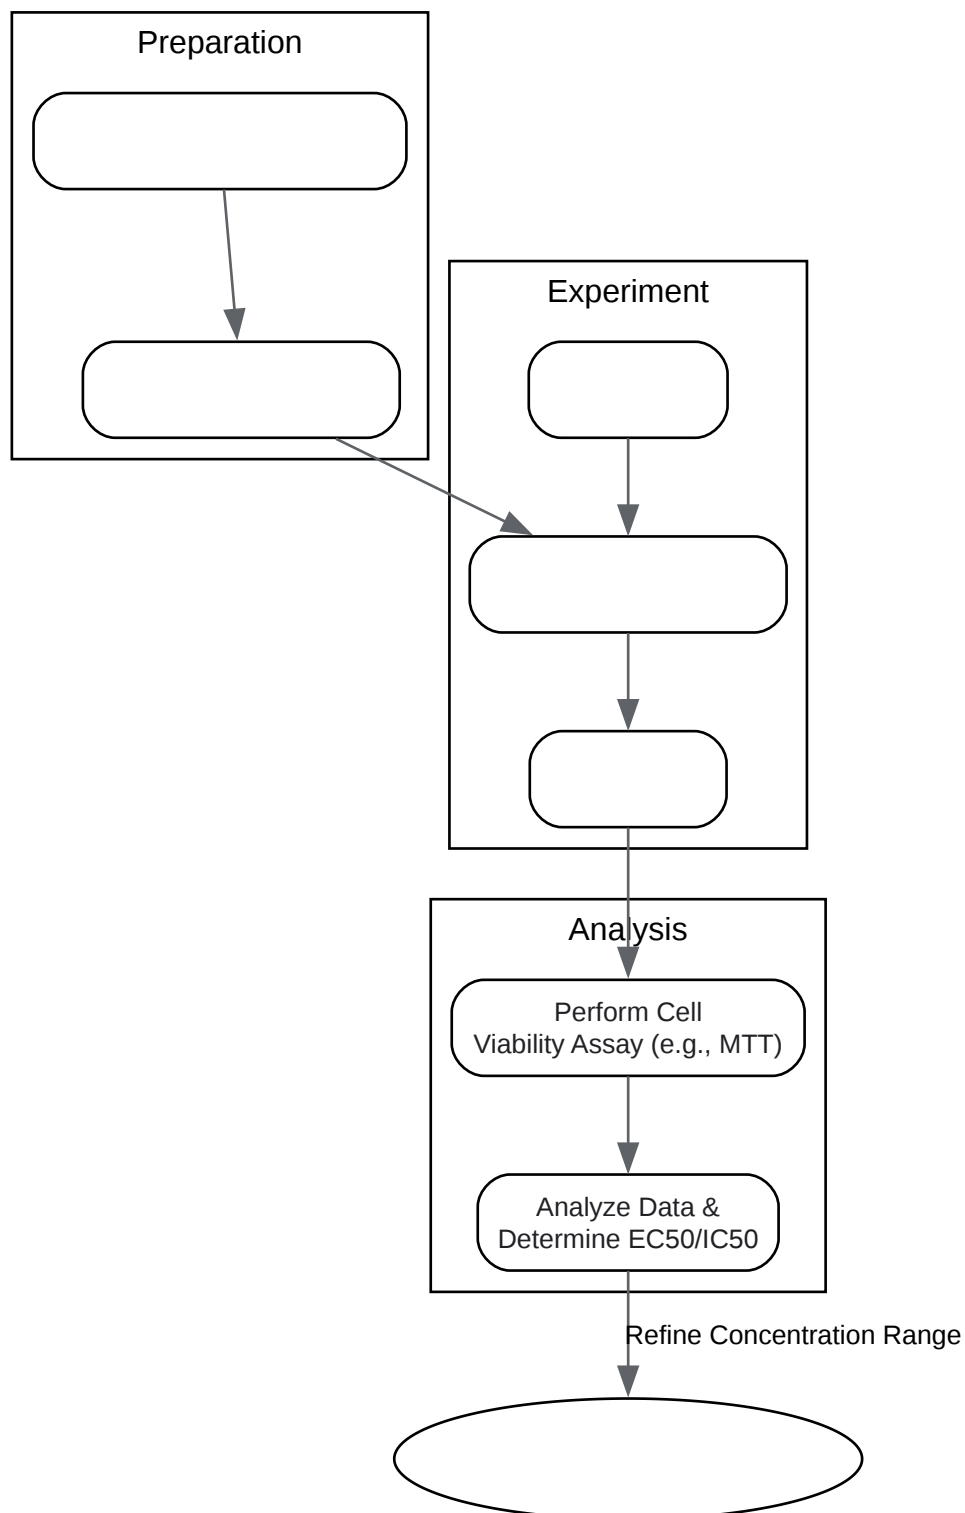 Preparation
Experiment
Analysis
Perform Cell
Viability Assay (e.g., MTT)
Analyze Data &
Determine EC50/IC50
Refine Concentration Range